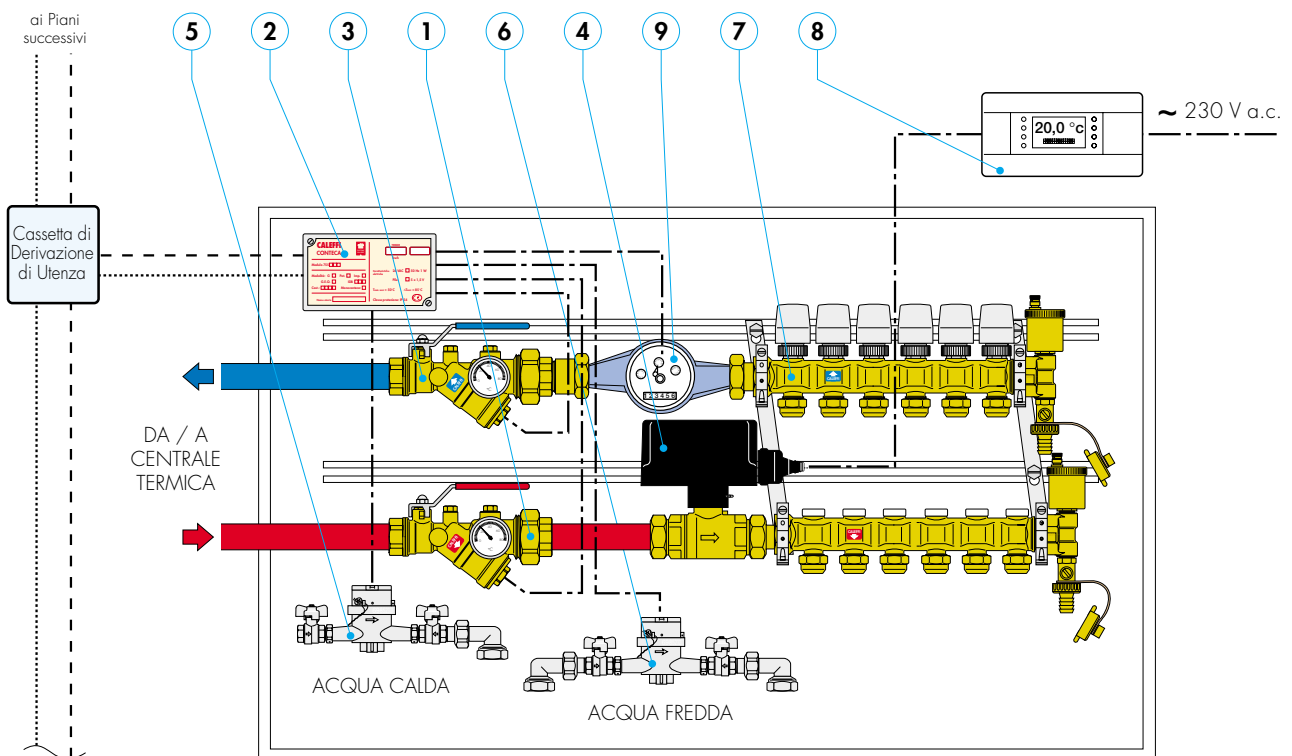 ai Piani
successivi
5 2 3 1 6 4 9 7 8
~ 230 V a.c.
20,0 °c
Cassetta di
Derivazione
di Utenza
CALEFFI
CONTECA
123456
DA / A
CENTRALE
TERMICA
ACQUA CALDA
ACQUA FREDDA